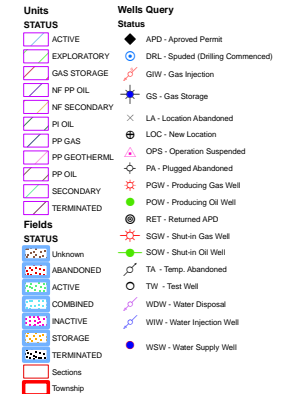 Units
STATUS
ACTIVE
EXPLORATORY
GAS STORAGE
NF PP OIL
NF SECONDARY
PI OIL
PP GAS
PP GEOTHERML
PP OIL
SECONDARY
TERMINATED
Fields
STATUS
Unknown
ABANDONED
ACTIVE
COMBINED
INACTIVE
STORAGE
TERMINATED
Sections
Township
Wells Query
Status
APD - Aproved Permit
DRL - Spuded (Drilling Commenced)
GIW - Gas Injection
GS - Gas Storage
LA - Location Abandoned
LOC - New Location
OPS - Operation Suspended
PA - Plugged Abandoned
PGW - Producing Gas Well
POW - Producing Oil Well
RET - Returned APD
SGW - Shut-in Gas Well
SOW - Shut-in Oil Well
TA - Temp. Abandoned
TW - Test Well
WDW - Water Disposal
WIW - Water Injection Well
WSW - Water Supply Well